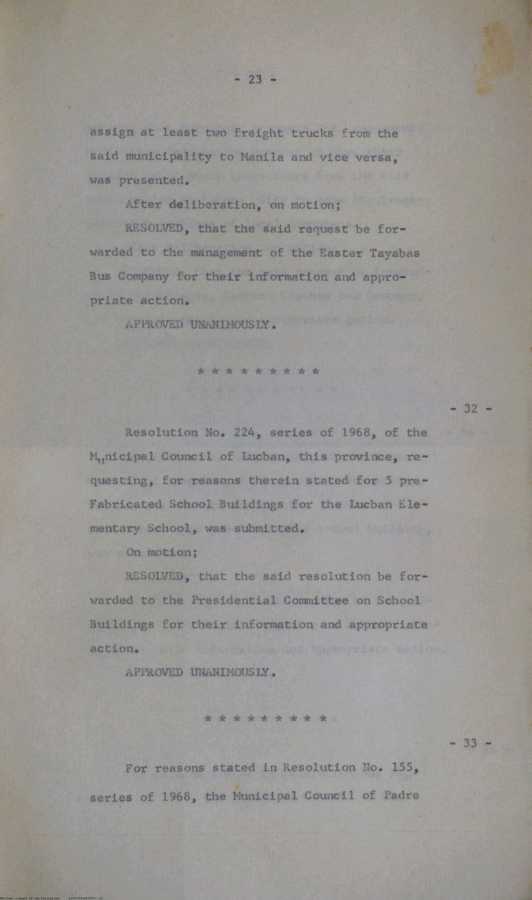 - 23 -
assign at least two freight trucks from the
said municipality to Manila and vice versa,
was presented.
After deliberation, on motion;
RESOLVED, that the said request be for-
warded to the management of the Easter Tayabas
Bus Company for their information and appro-
priate action.
APPROVED UNANIMOUSLY.
* * * * * * * * *
- 32 -
Resolution No. 224, series of 1968, of the
Municipal Council of Lucban, this province, re-
questing, for reasons therein stated for 5 pre-
Fabricated School Buildings for the Lucban Ele-
mentary School, was submitted.
On motion;
RESOLVED, that the said resolution be for-
warded to the Presidential Committee on School
Buildings for their information and appropriate
action.
APPROVED UNANIMOUSLY.
* * * * * * * * *
- 33 -
For reasons stated in Resolution No. 155,
series of 1968, the Municipal Council of Padre